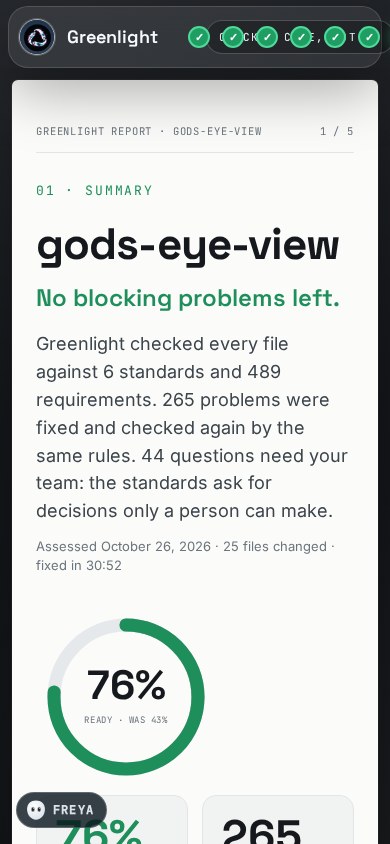 Greenlight
GREENLIGHT REPORT · GODS-EYE-VIEW
1 / 5
01 · SUMMARY
gods-eye-view
No blocking problems left.
Greenlight checked every file
against 6 standards and 489
requirements. 265 problems were
fixed and checked again by the
same rules. 44 questions need your
team: the standards ask for
decisions only a person can make.
Assessed October 26, 2026 · 25 files changed ·
fixed in 30:52
76%
READY · WAS 43%
FREYA
76%
265